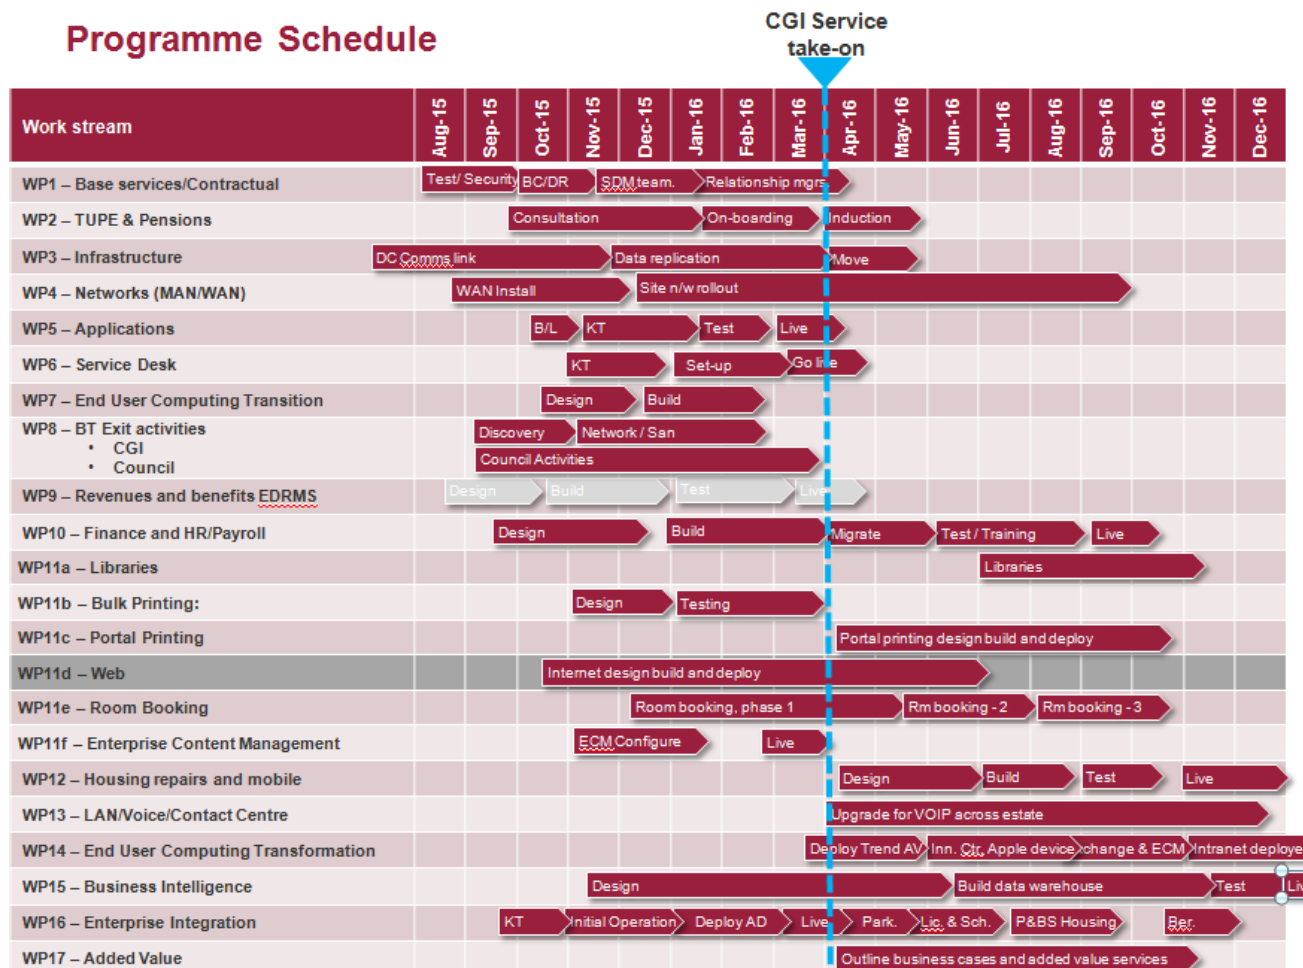 CGI Service
take-on
Programme Schedule
Work stream Aug-15 Sep-15 Oct-15 Nov-15 Dec-15 Jan-16 Feb-16 Mar-16 Apr-16 May-16 Jun-16 Jul-16 Aug-16 Sep-16 Oct-16 Nov-16 Dec-16
WP1 – Base services/Contractual Test/ Security BC/DR SDM team. Relationship mgrs.
WP2 – TUPE & Pensions Consultation On-boarding Induction
WP3 – Infrastructure DC Comms link Data replication Move
WP4 – Networks (MAN/WAN) WAN Install Site n/w rollout
WP5 – Applications B/L KT Test Live
WP6 – Service Desk KT Set-up Go live
WP7 – End User Computing Transition Design Build
WP8 – BT Exit activities Discovery Network / San
• CGI
• Council Council Activities
WP9 – Revenues and benefits EDRMS Design Build Test Live
WP10 – Finance and HR/Payroll Design Build Migrate Test / Training Live
WP11a – Libraries Libraries
WP11b – Bulk Printing: Design Testing
WP11c – Portal Printing Portal printing design build and deploy
WP11d – Web Internet design build and deploy
WP11e – Room Booking Room booking, phase 1 Rm booking - 2 Rm booking - 3
WP11f – Enterprise Content Management ECM Configure Live
WP12 – Housing repairs and mobile Design Build Test Live
WP13 – LAN/Voice/Contact Centre Upgrade for VOIP across estate
WP14 – End User Computing Transformation Deploy Trend AV Inn. Ctr, Apple device change & ECM Intranet deploye
WP15 – Business Intelligence Design Build data warehouse Test Liv
WP16 – Enterprise Integration KT Initial Operation Deploy AD Live Park. Lic. & Sch. P&BS Housing Ber.
WP17 – Added Value Outline business cases and added value services